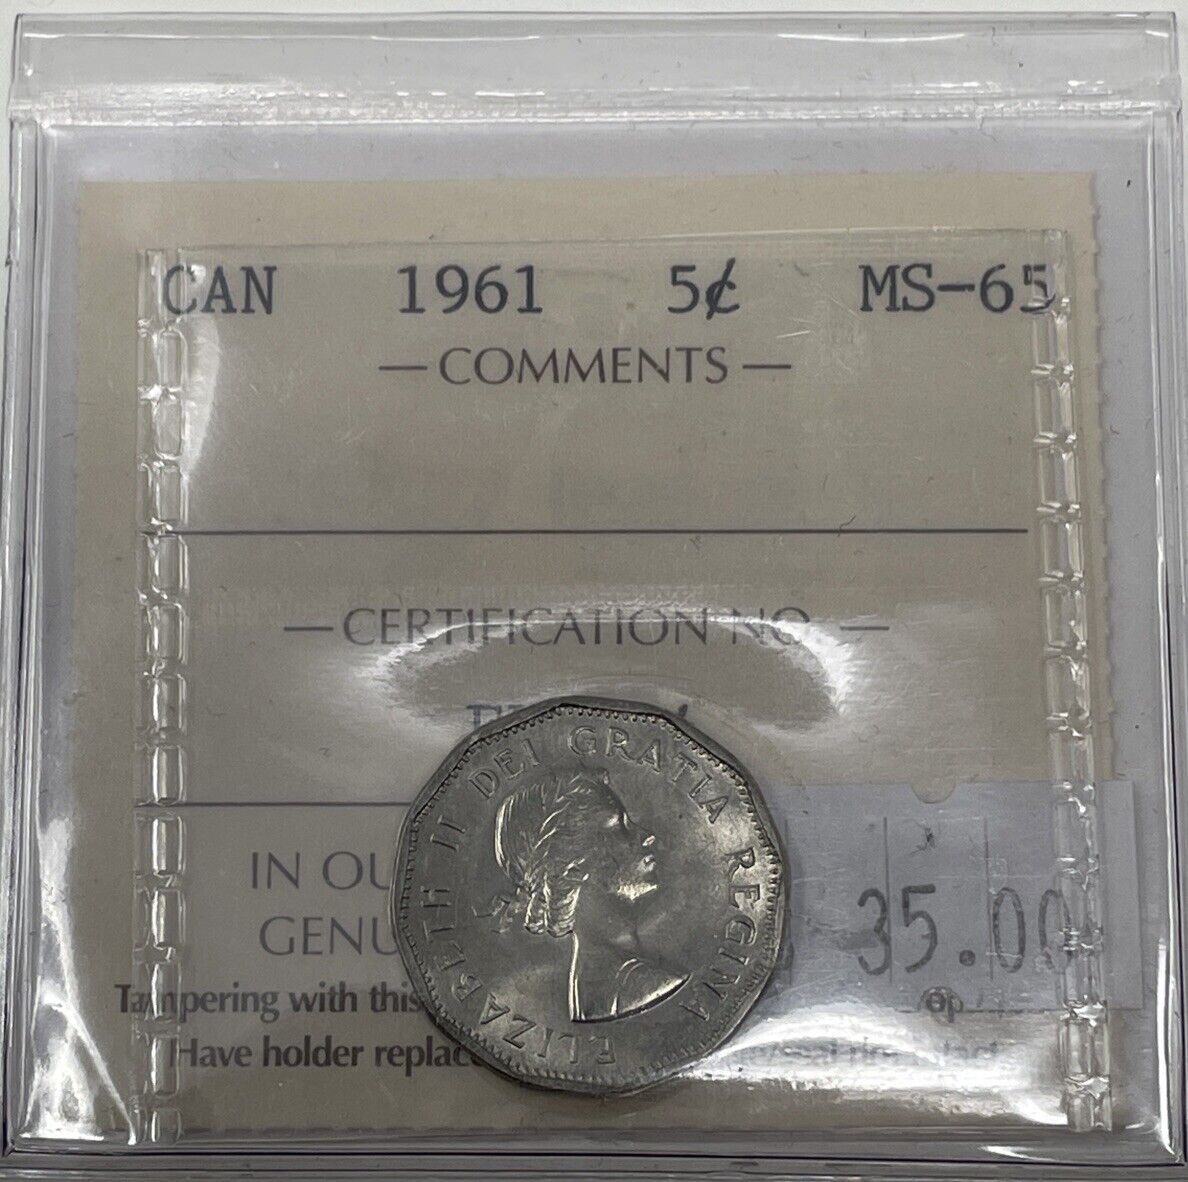 CAN 1961 5¢ MS-65
— COMMENTS —
— CERTIFICATION NO. —
ELIZABETH II DEI GRATIA REGINA
IN OU
GENU
35.00
Tampering with this
Have holder replace